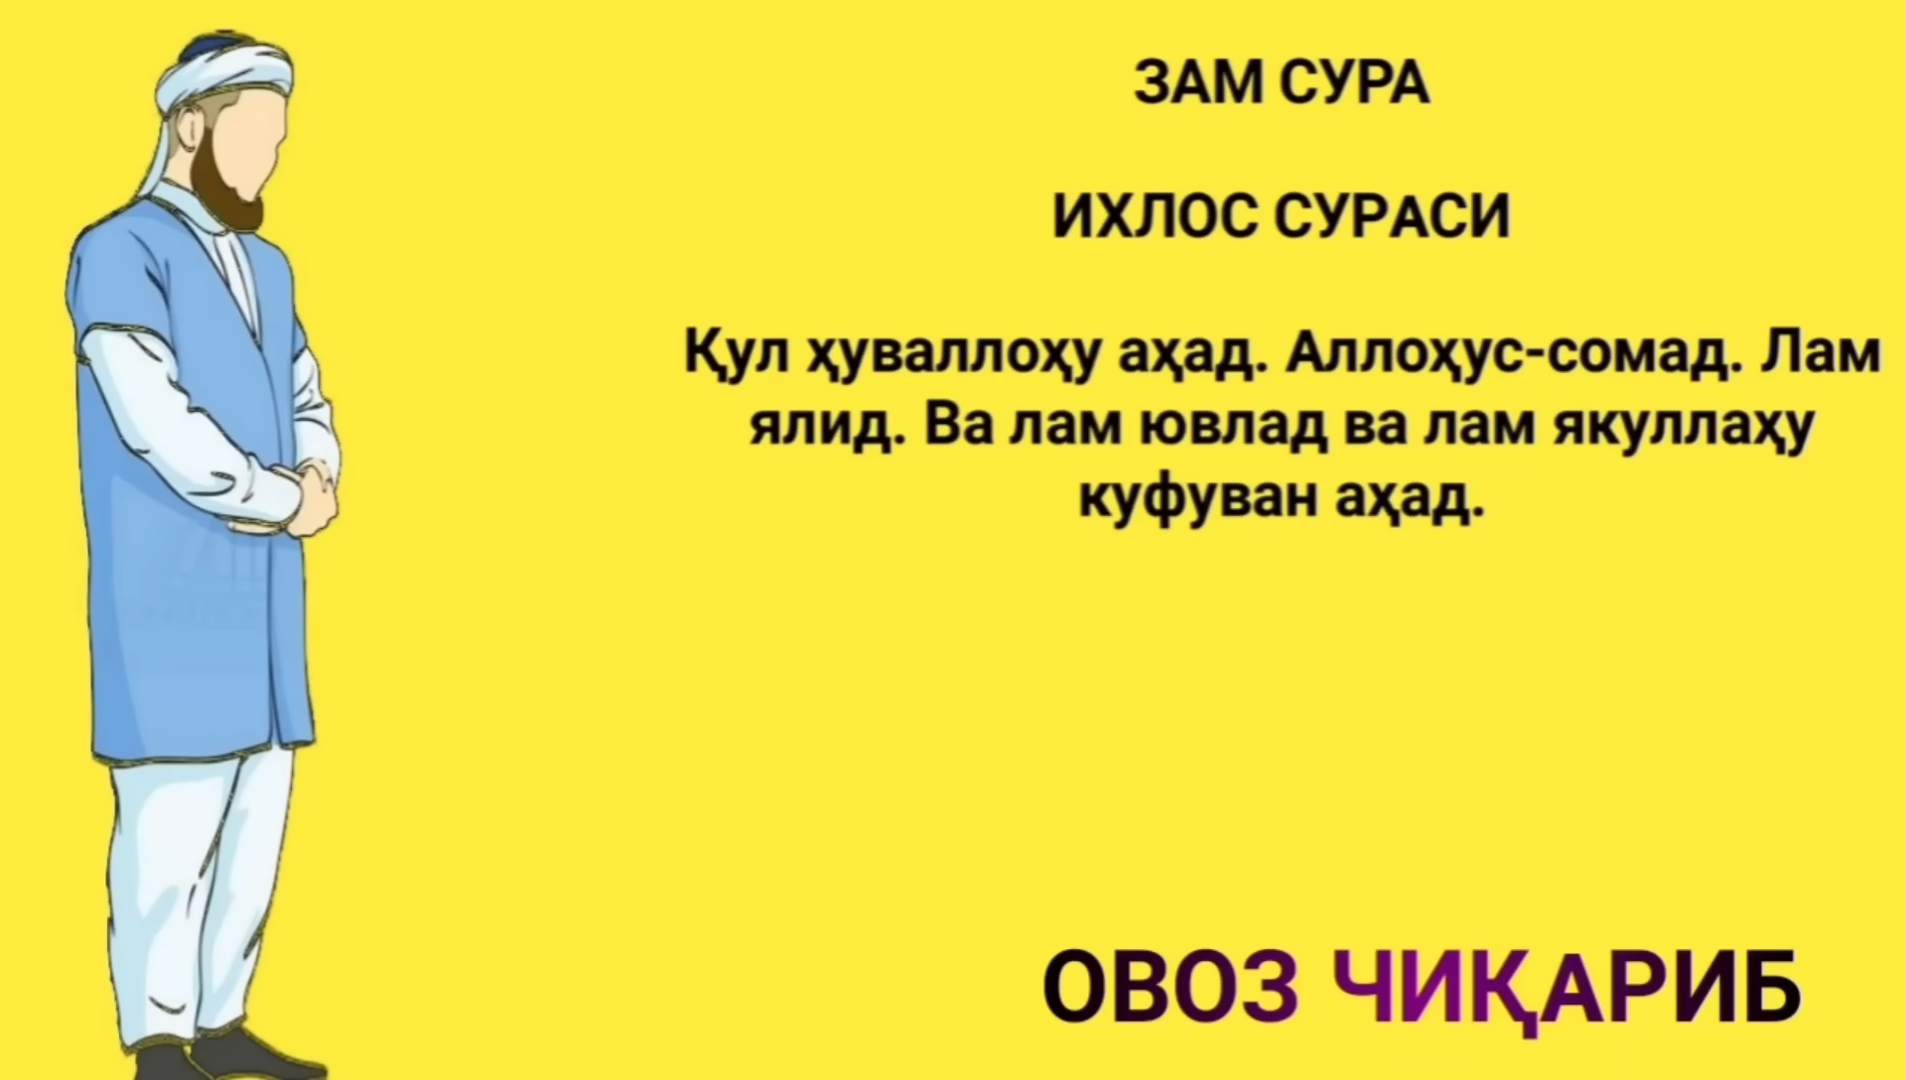 ЗАМ СУРА
ИХЛОС СУРАСИ
Қул ҳуваллоҳу аҳад. Аллоҳус-сомад. Лам
ялид. Ва лам ювлад ва лам якуллаҳу
куфуван аҳад.
ОВОЗ ЧИҚАРИБ